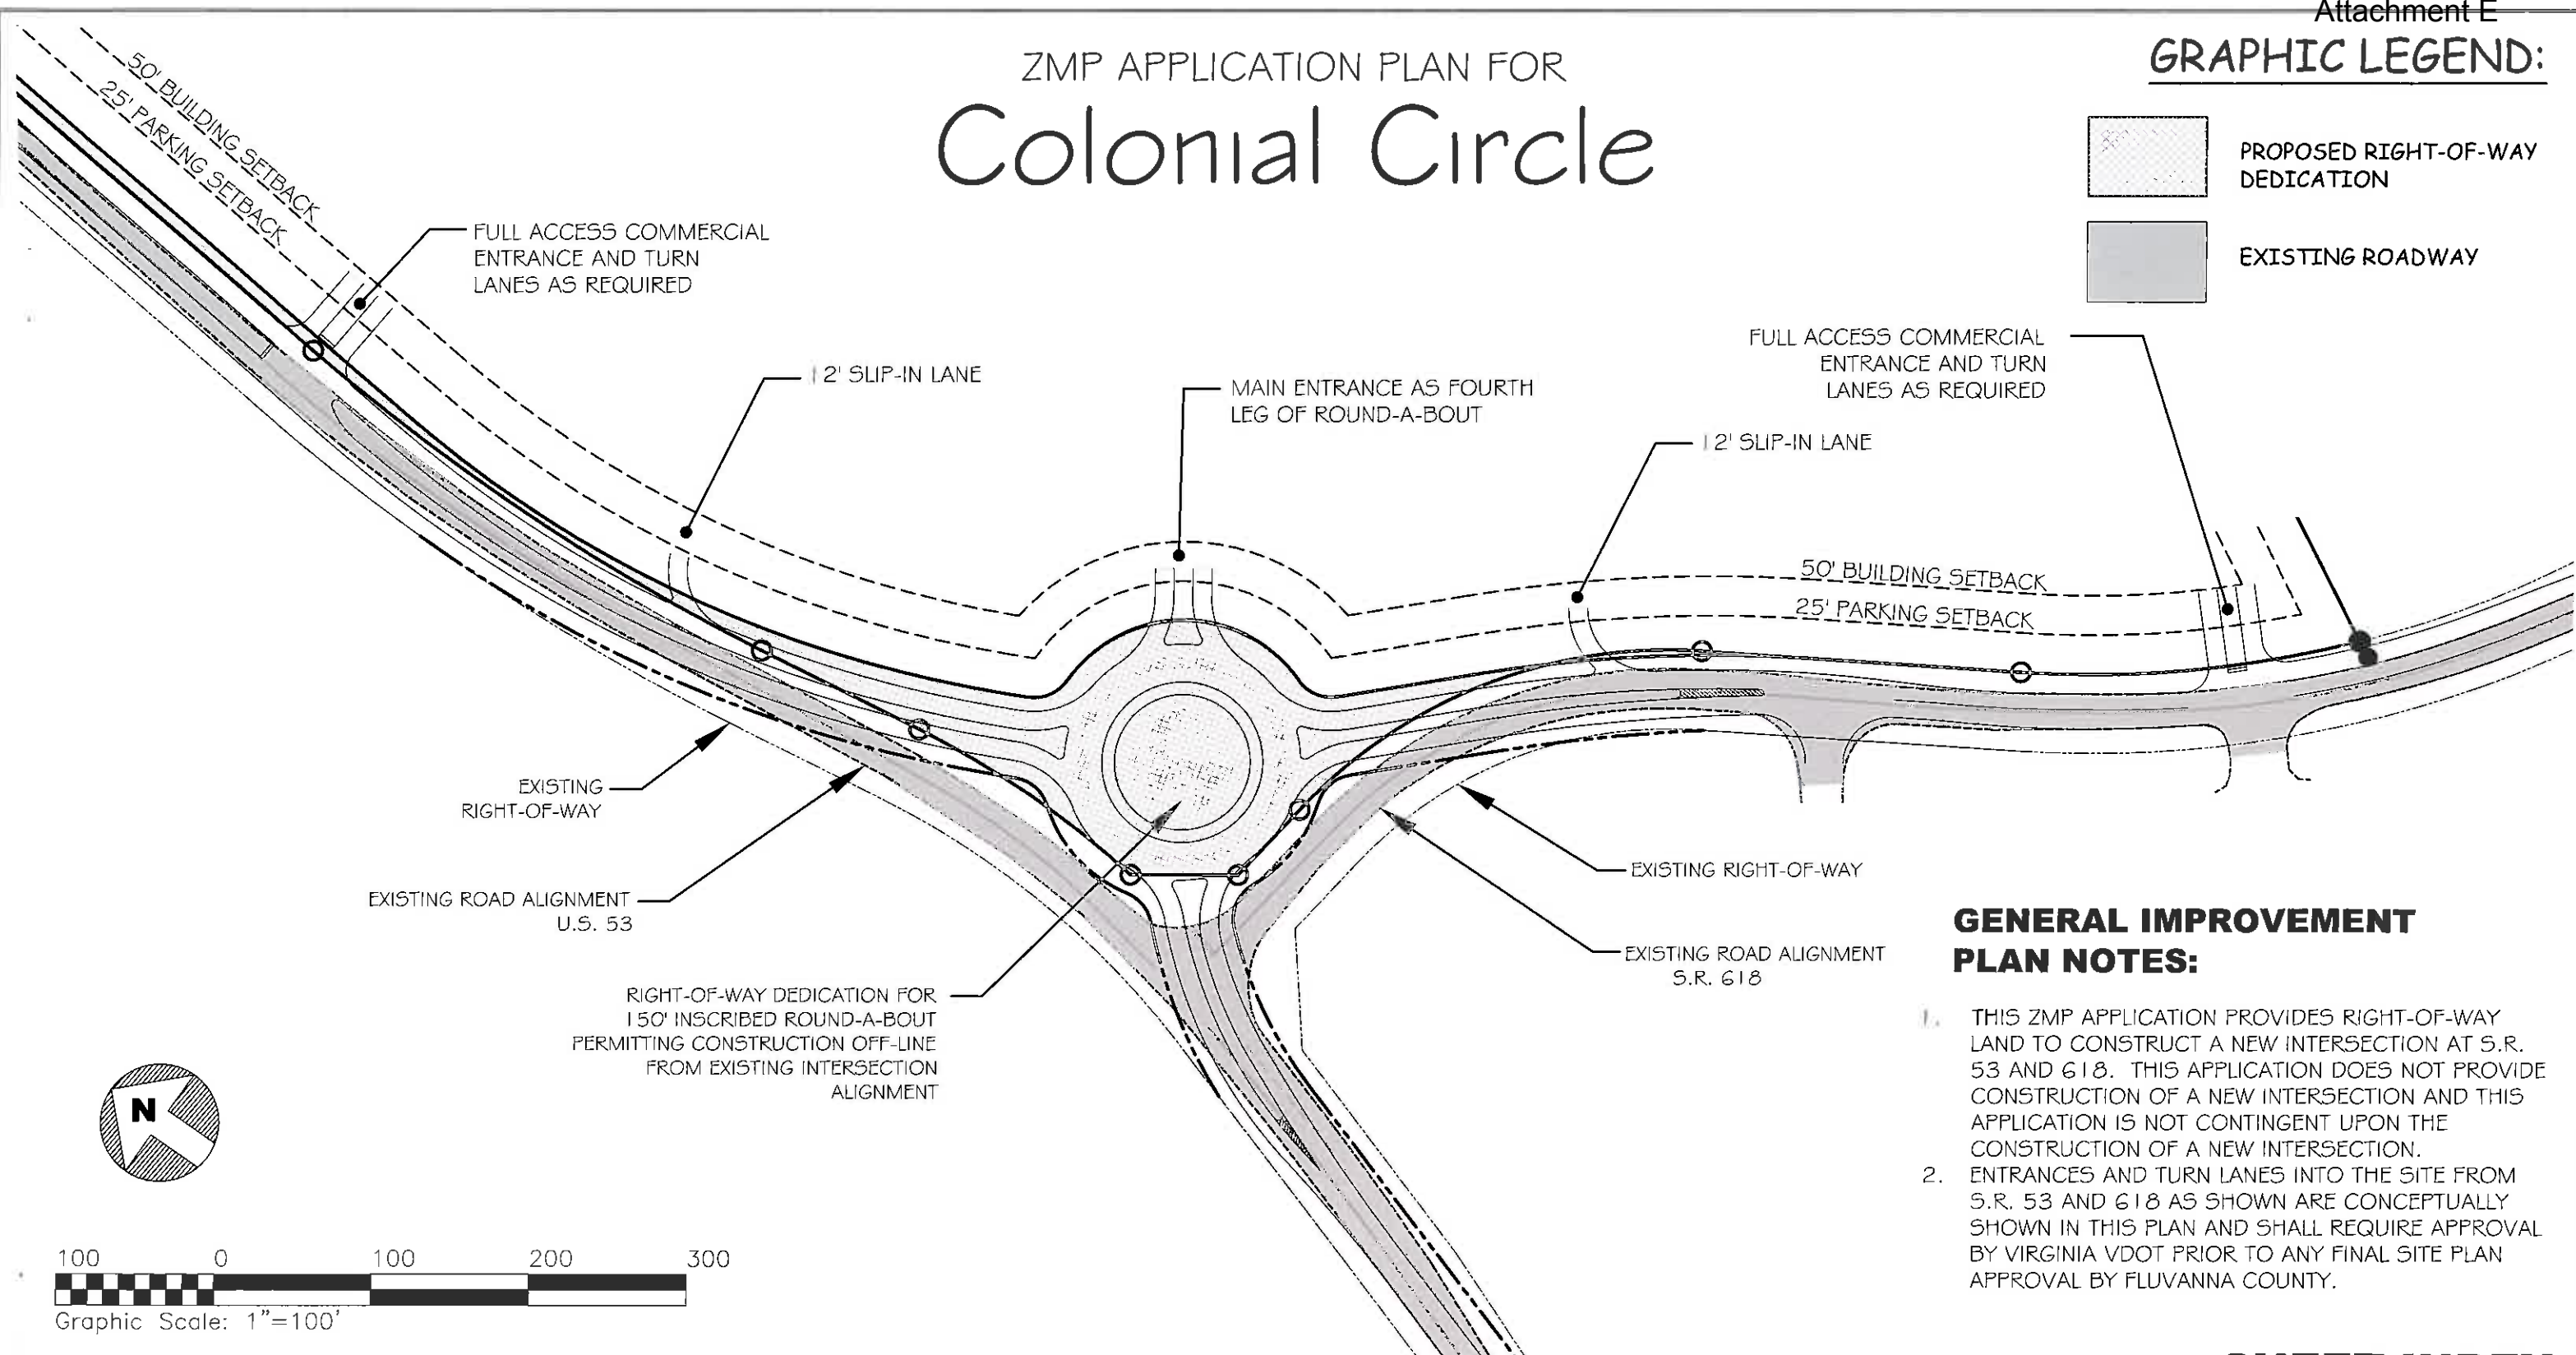 Attachment E
ZMP APPLICATION PLAN FOR
Colonial Circle
GRAPHIC LEGEND:
PROPOSED RIGHT-OF-WAY
DEDICATION
EXISTING ROADWAY
50' BUILDING SETBACK
25' PARKING SETBACK
FULL ACCESS COMMERCIAL
ENTRANCE AND TURN
LANES AS REQUIRED
12' SLIP-IN LANE
MAIN ENTRANCE AS FOURTH
LEG OF ROUND-A-BOUT
12' SLIP-IN LANE
FULL ACCESS COMMERCIAL
ENTRANCE AND TURN
LANES AS REQUIRED
50' BUILDING SETBACK
25' PARKING SETBACK
EXISTING
RIGHT-OF-WAY
EXISTING ROAD ALIGNMENT
U.S. 53
RIGHT-OF-WAY DEDICATION FOR
150' INSCRIBED ROUND-A-BOUT
PERMITTING CONSTRUCTION OFF-LINE
FROM EXISTING INTERSECTION
ALIGNMENT
EXISTING RIGHT-OF-WAY
EXISTING ROAD ALIGNMENT
S.R. 618
GENERAL IMPROVEMENT
PLAN NOTES:
1. THIS ZMP APPLICATION PROVIDES RIGHT-OF-WAY
LAND TO CONSTRUCT A NEW INTERSECTION AT S.R.
53 AND 618. THIS APPLICATION DOES NOT PROVIDE
CONSTRUCTION OF A NEW INTERSECTION AND THIS
APPLICATION IS NOT CONTINGENT UPON THE
CONSTRUCTION OF A NEW INTERSECTION.
2. ENTRANCES AND TURN LANES INTO THE SITE FROM
S.R. 53 AND 618 AS SHOWN ARE CONCEPTUALLY
SHOWN IN THIS PLAN AND SHALL REQUIRE APPROVAL
BY VIRGINIA VDOT PRIOR TO ANY FINAL SITE PLAN
APPROVAL BY FLUVANNA COUNTY.
N
100 0 100 200 300
Graphic Scale: 1"=100'